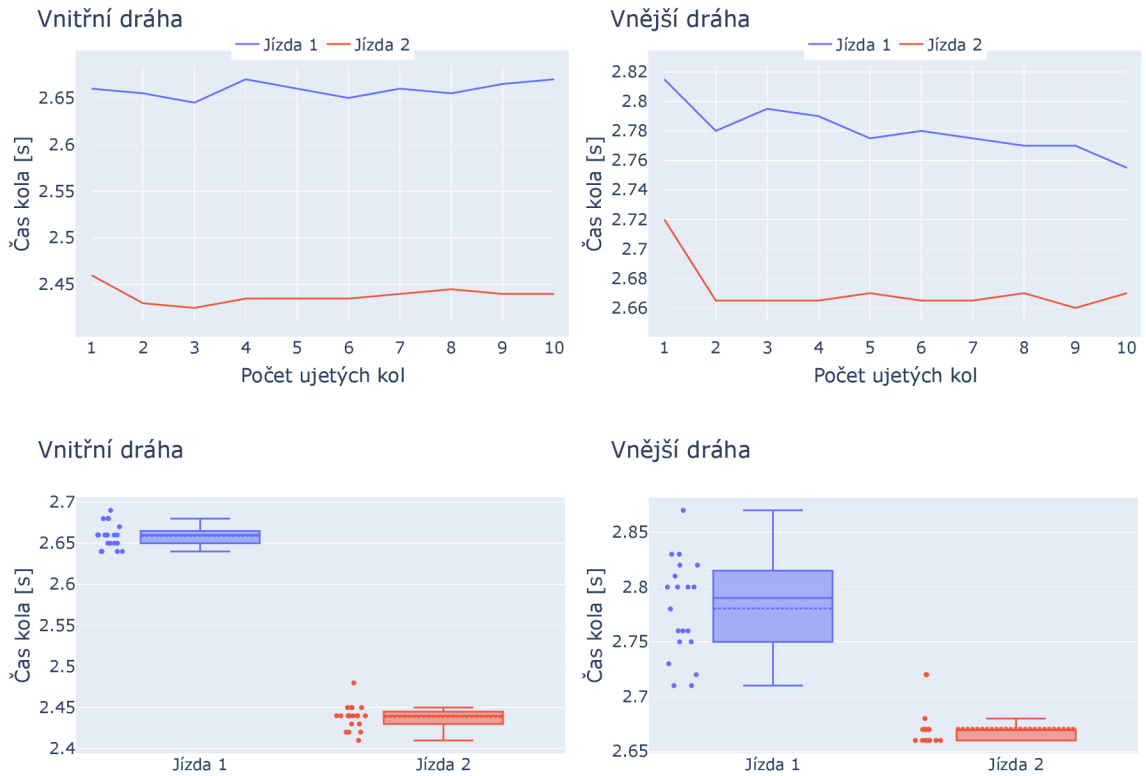 Vnitřní dráha
Jízda 1 Jízda 2
2.65
2.6
2.55
2.5
2.45
Čas kola [s]
1 2 3 4 5 6 7 8 9 10
Počet ujetých kol
Vnější dráha
Jízda 1 Jízda 2
2.82
2.8
2.78
2.76
2.74
2.72
2.7
2.68
2.66
Čas kola [s]
1 2 3 4 5 6 7 8 9 10
Počet ujetých kol
Vnitřní dráha
2.7
2.65
2.6
2.55
2.5
2.45
2.4
Čas kola [s]
Jízda 1 Jízda 2
Vnější dráha
2.85
2.8
2.75
2.7
2.65
Čas kola [s]
Jízda 1 Jízda 2